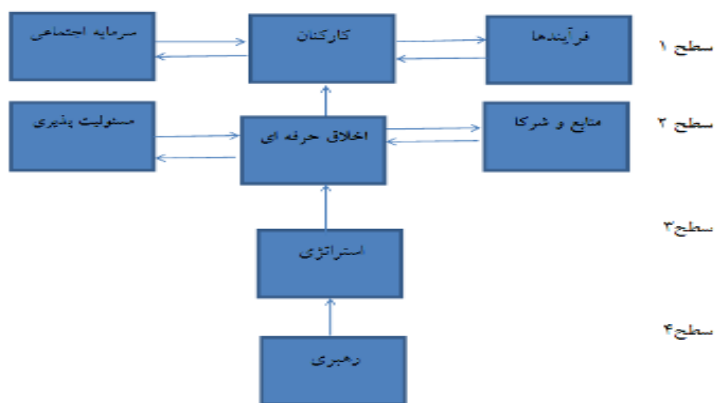 سطح ۱
فرآیندها
کارکنان
سرمایه اجتماعی
سطح ۲
منابع و شرکا
اخلاق حرفه ای
مسئولیت پذیری
سطح۳
استراتژی
سطح۴
رهبری